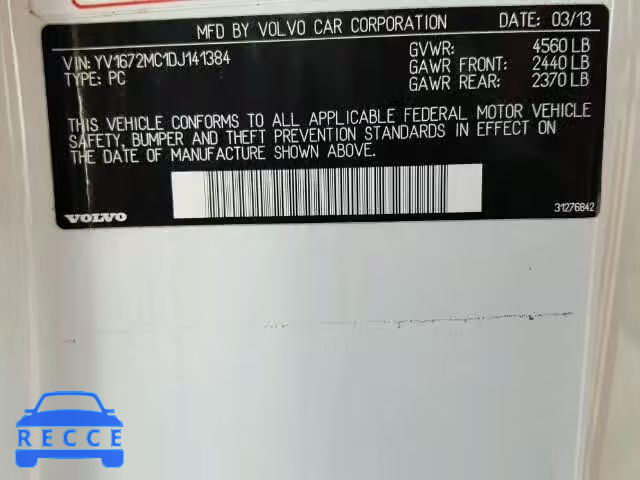 MFD BY VOLVO CAR CORPORATION DATE: 03/13
VIN: YV1672MC1DJ141384 GVWR: 4560 LB
TYPE: PC GAWR FRONT: 2440 LB
GAWR REAR: 2370 LB
THIS VEHICLE CONFORMS TO ALL APPLICABLE FEDERAL MOTOR VEHICLE
SAFETY, BUMPER AND THEFT PREVENTION STANDARDS IN EFFECT ON
THE DATE OF MANUFACTURE SHOWN ABOVE.
VOLVO 31276842
RECCE